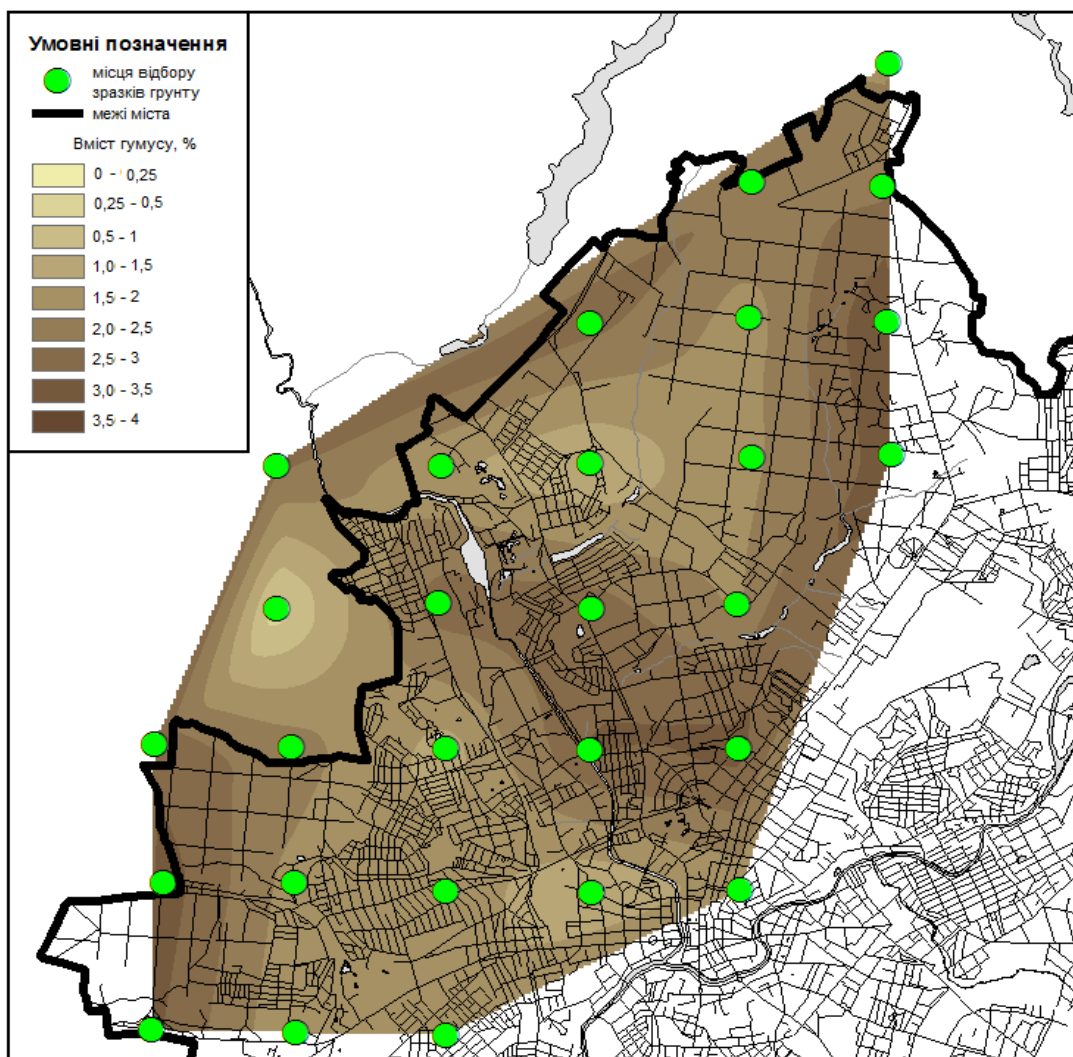 Умовні позначення
місця відбору
зразків грунту
межі міста
Вміст гумусу, %
0 - 0,25
0,25 - 0,5
0,5 - 1
1,0 - 1,5
1,5 - 2
2,0 - 2,5
2,5 - 3
3,0 - 3,5
3,5 - 4